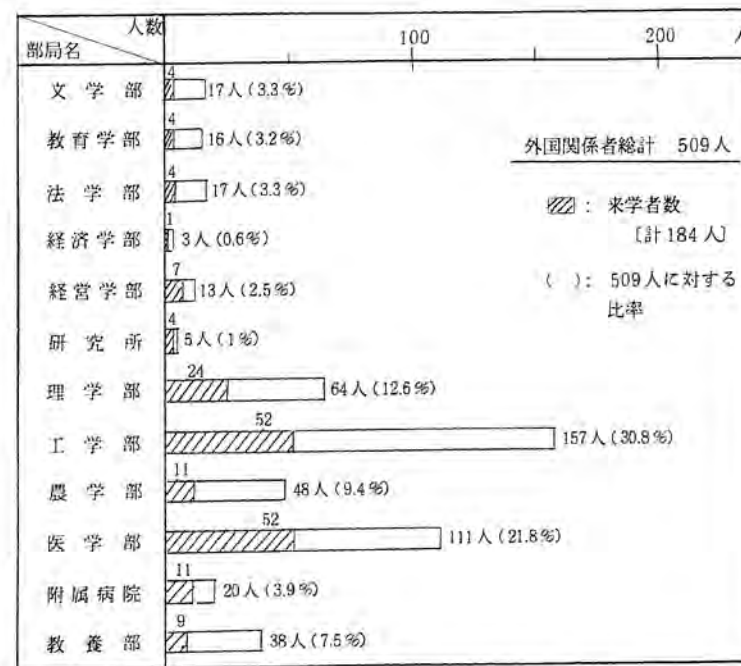 人数
部局名
100
200
人
4
文学部 17人(3.3%)
4
教育学部 16人(3.2%)
4
法学部 17人(3.3%)
1
経済学部 3人(0.6%)
7
経営学部 13人(2.5%)
4
研究所 5人(1%)
24
理学部 64人(12.6%)
52
工学部 157人(30.8%)
11
農学部 48人(9.4%)
52
医学部 111人(21.8%)
11
附属病院 20人(3.9%)
9
教養部 38人(7.5%)
外国関係者総計 509人
: 来学者数
〔計184人〕
( ): 509人に対する
比率